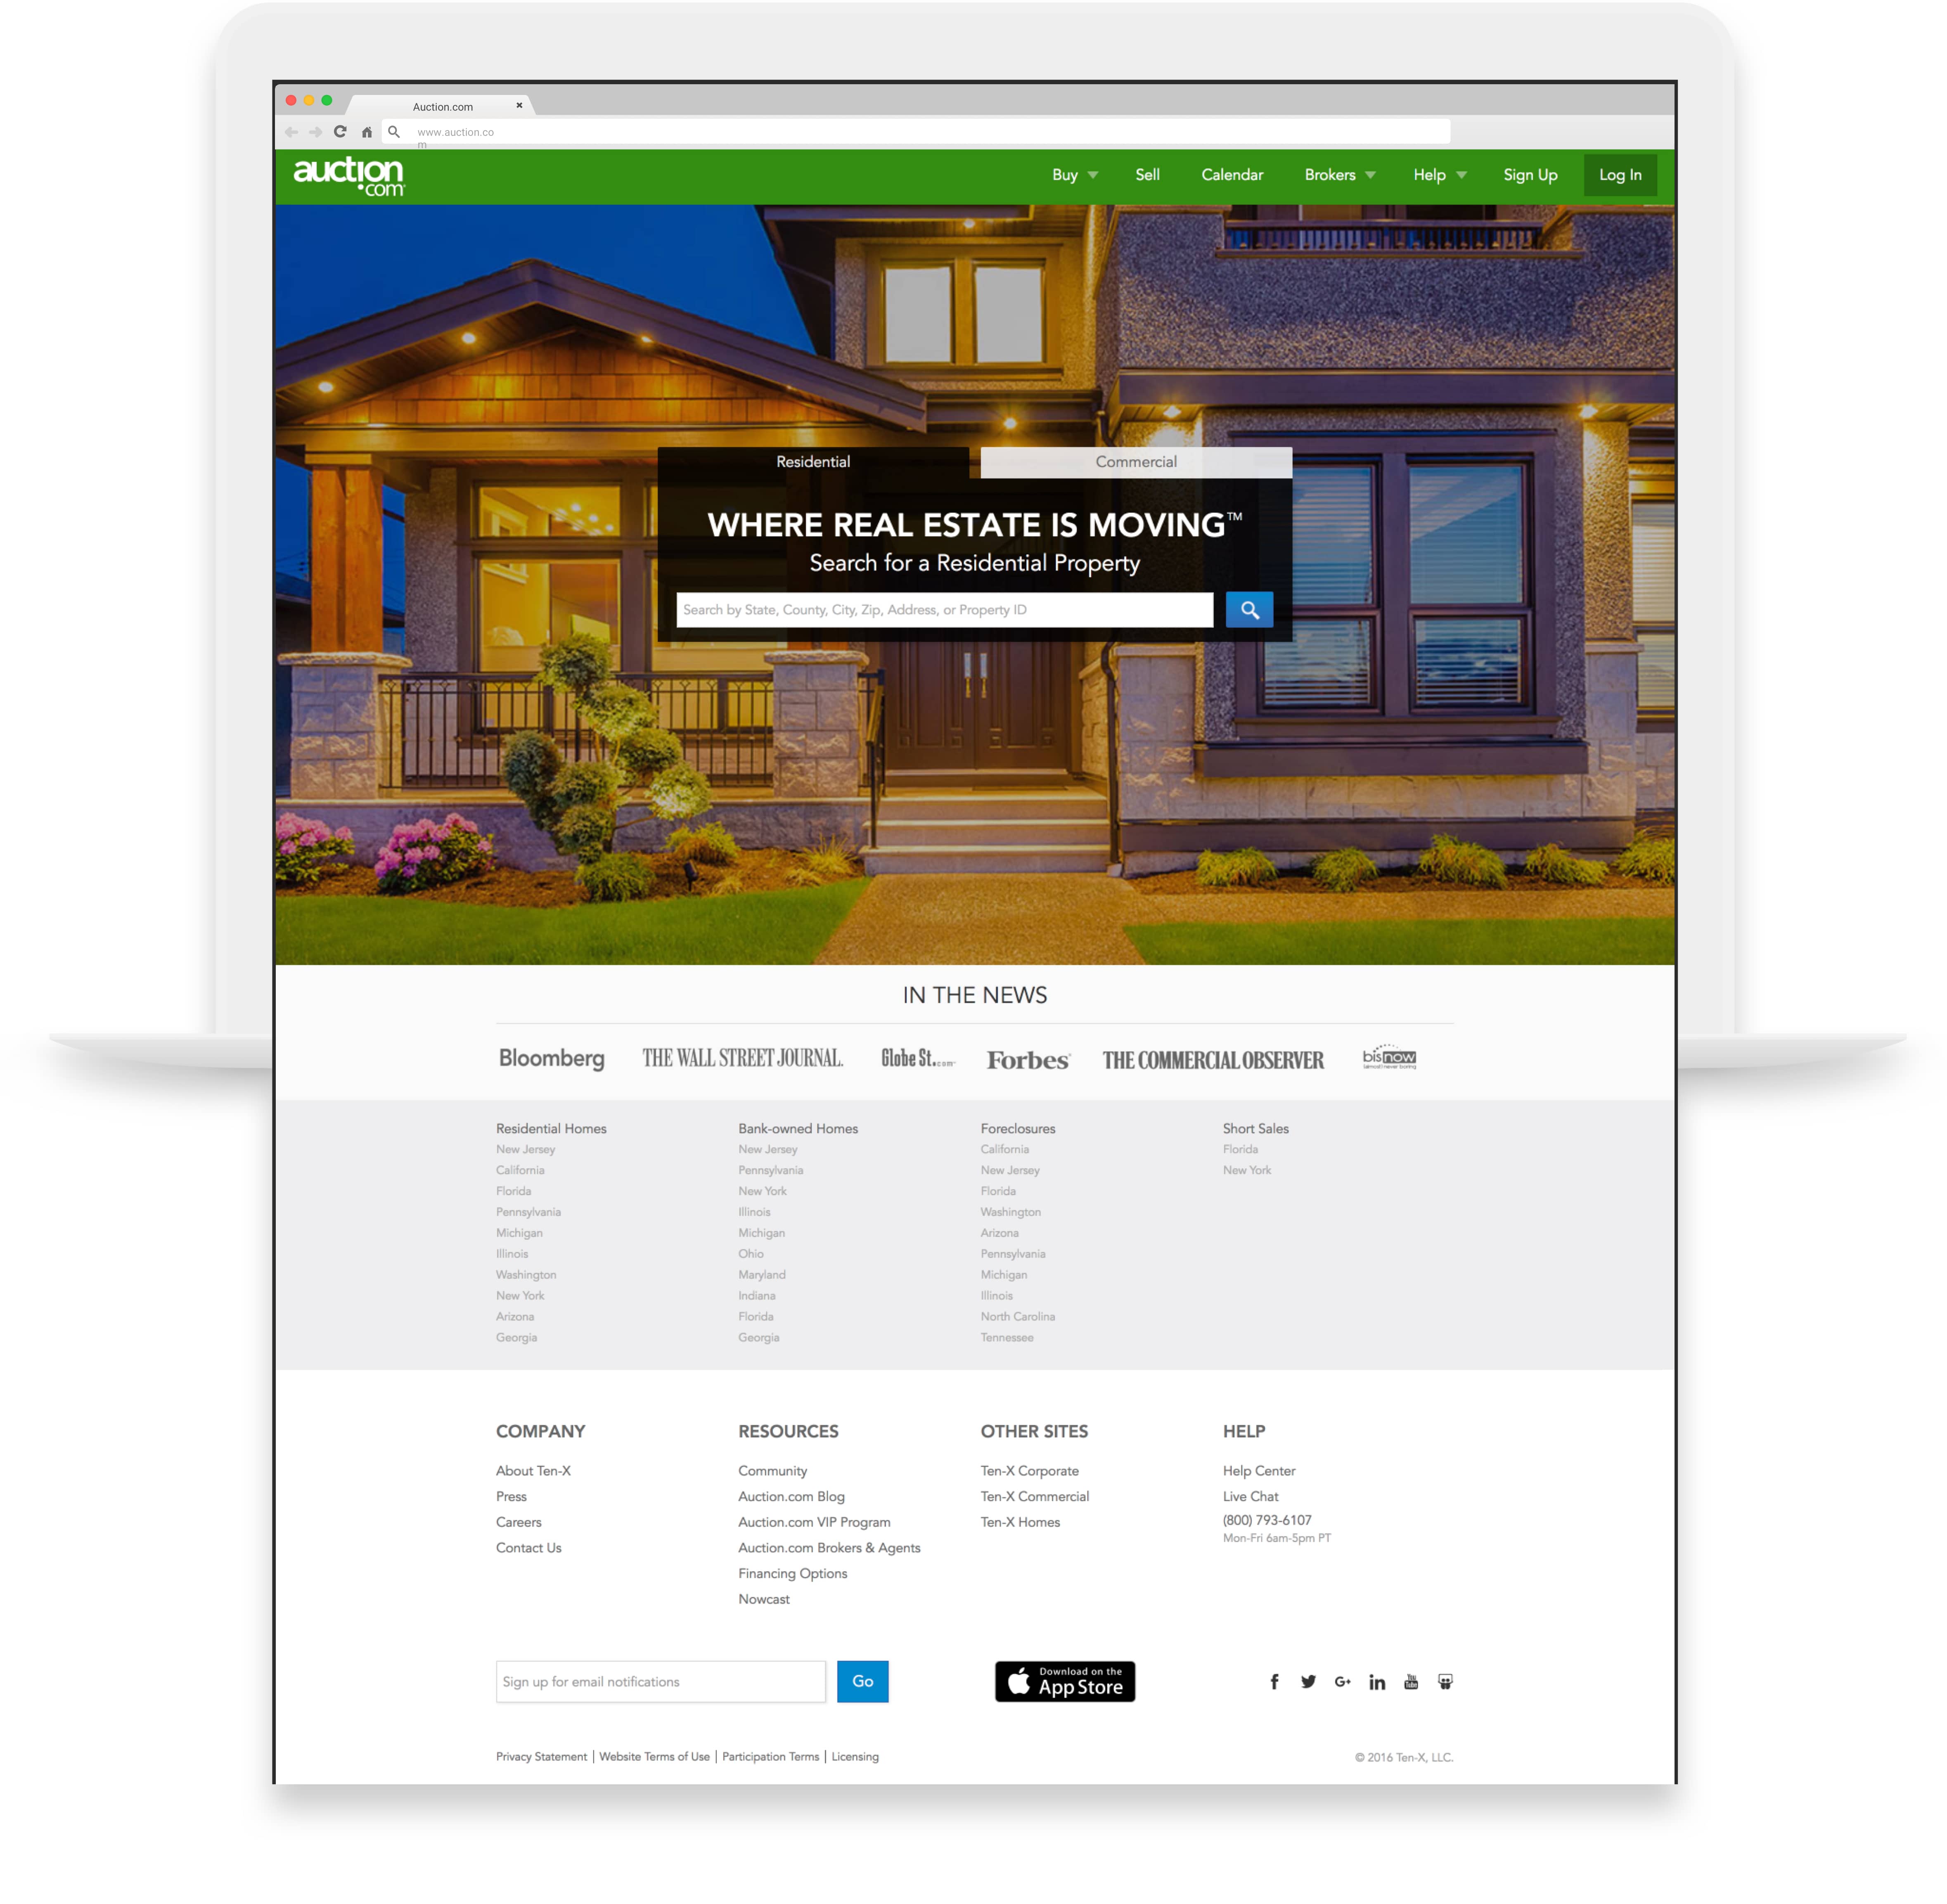 Auction.com
www.auction.co
m
auction
.com
Buy Sell Calendar Brokers Help Sign Up Log In
Residential Commercial
WHERE REAL ESTATE IS MOVING™
Search for a Residential Property
Search by State, County, City, Zip, Address, or Property ID
IN THE NEWS
Bloomberg THE WALL STREET JOURNAL. Globe St..com Forbes THE COMMERCIAL OBSERVER bisnow
(almost) never boring
Residential Homes
New Jersey
California
Florida
Pennsylvania
Michigan
Illinois
Washington
New York
Arizona
Georgia
Bank-owned Homes
New Jersey
Pennsylvania
New York
Illinois
Michigan
Ohio
Maryland
Indiana
Florida
Georgia
Foreclosures
California
New Jersey
Florida
Washington
Arizona
Pennsylvania
Michigan
Illinois
North Carolina
Tennessee
Short Sales
Florida
New York
COMPANY
About Ten-X
Press
Careers
Contact Us
RESOURCES
Community
Auction.com Blog
Auction.com VIP Program
Auction.com Brokers & Agents
Financing Options
Nowcast
OTHER SITES
Ten-X Corporate
Ten-X Commercial
Ten-X Homes
HELP
Help Center
Live Chat
(800) 793-6107
Mon-Fri 6am-5pm PT
Sign up for email notifications Go
Download on the
App Store
f G+ in You Tube
Privacy Statement | Website Terms of Use | Participation Terms | Licensing
© 2016 Ten-X, LLC.